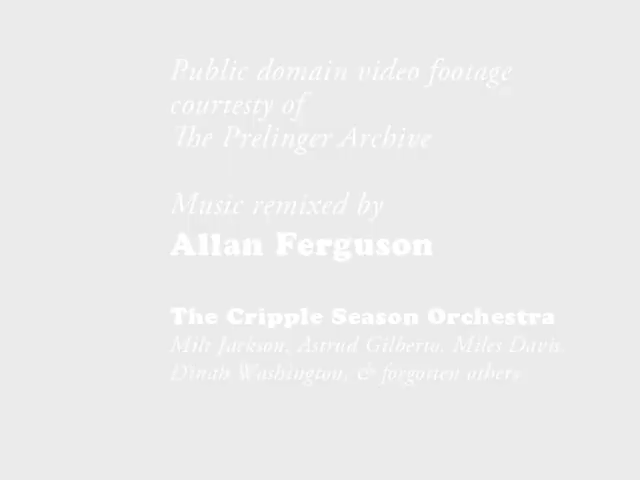 Public domain video footage
courtesty of
The Prelinger Archive
Music remixed by
Allan Ferguson
The Cripple Season Orchestra
Milt Jackson, Astrud Gilberto, Miles Davis,
Dinah Washington, & forgotten others